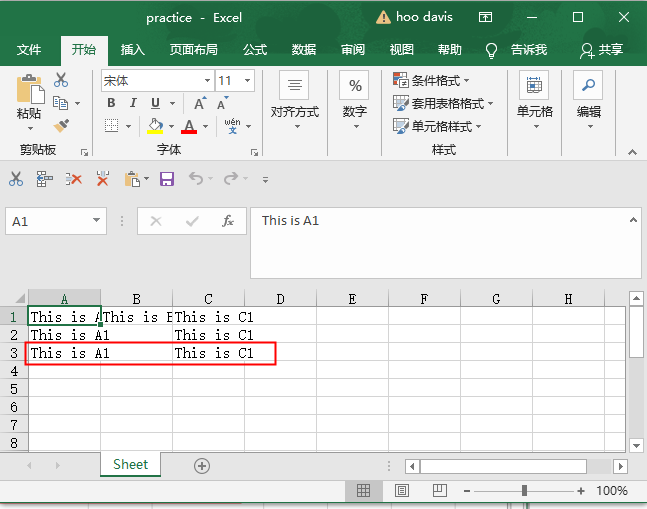 practice - Excel hoo davis
文件 开始 插入 页面布局 公式 数据 审阅 视图 帮助 告诉我 共享
宋体 11 条件格式
粘贴 B I U A A 对齐方式 % 数字 套用表格格式 单元格 编辑
A wén 文 单元格样式
剪贴板 字体 样式
A1 fx This is A1
A B C D E F G H
1 This is A This is B This is C1
2 This is A1 This is C1
3 This is A1 This is C1
4
5
6
7
8
Sheet
100%